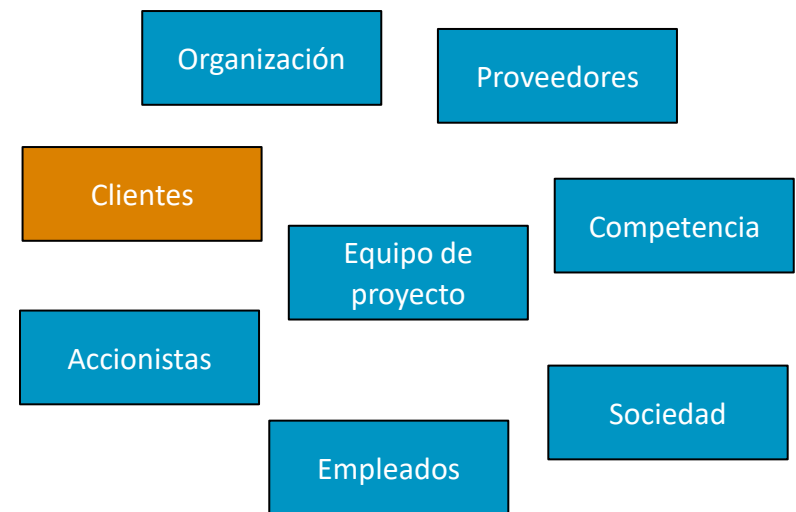 Organización
Proveedores
Clientes
Competencia
Equipo de
proyecto
Accionistas
Sociedad
Empleados